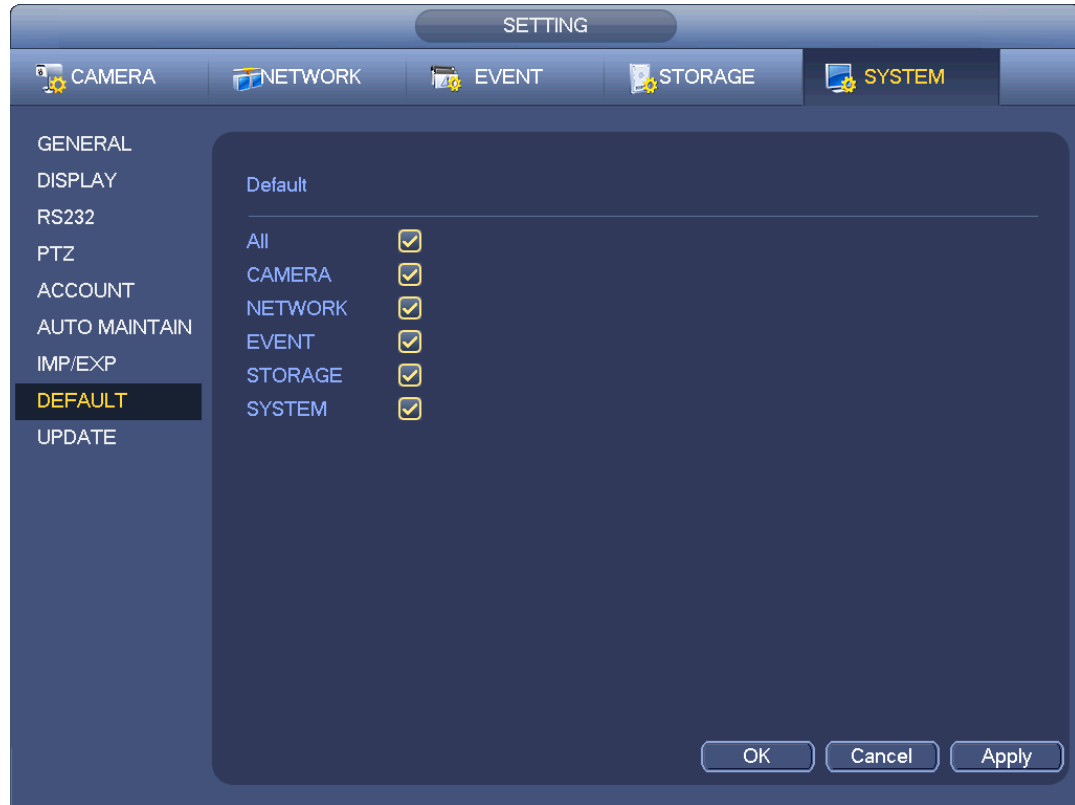 SETTING
CAMERA NETWORK EVENT STORAGE SYSTEM
GENERAL
DISPLAY
RS232
PTZ
ACCOUNT
AUTO MAINTAIN
IMP/EXP
DEFAULT
UPDATE
Default
All
CAMERA
NETWORK
EVENT
STORAGE
SYSTEM
OK Cancel Apply